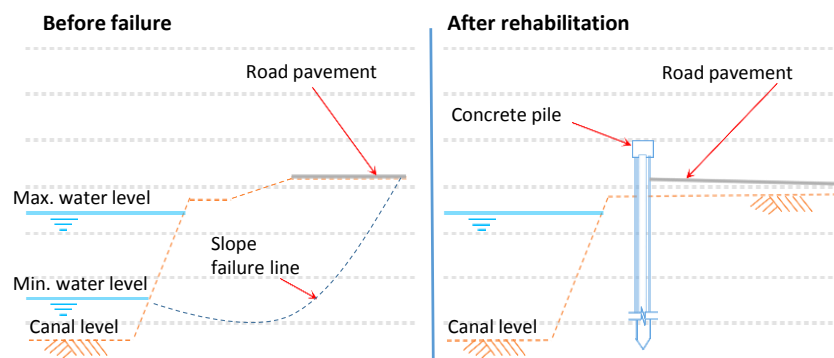 Before failure
Road pavement
Max. water level
Slope
failure line
Min. water level
Canal level
After rehabilitation
Road pavement
Concrete pile
Canal level